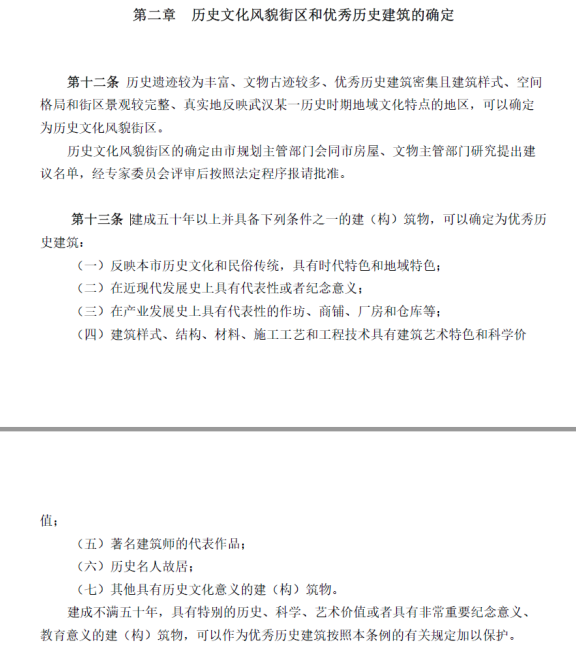 第二章　历史文化风貌街区和优秀历史建筑的确定
第十二条 历史遗迹较为丰富、文物古迹较多、优秀历史建筑密集且建筑样式、空间
格局和街区景观较完整、真实地反映武汉某一历史时期地域文化特点的地区，可以确定
为历史文化风貌街区。
历史文化风貌街区的确定由市规划主管部门会同市房屋、文物主管部门研究提出建
议名单，经专家委员会评审后按照法定程序报请批准。
第十三条 建成五十年以上并具备下列条件之一的建（构）筑物，可以确定为优秀历
史建筑：
（一）反映本市历史文化和民俗传统，具有时代特色和地域特色；
（二）在近现代发展史上具有代表性或者纪念意义；
（三）在产业发展史上具有代表性的作坊、商铺、厂房和仓库等；
（四）建筑样式、结构、材料、施工工艺和工程技术具有建筑艺术特色和科学价
值；
（五）著名建筑师的代表作品；
（六）历史名人故居；
（七）其他具有历史文化意义的建（构）筑物。
建成不满五十年，具有特别的历史、科学、艺术价值或者具有非常重要纪念意义、
教育意义的建（构）筑物，可以作为优秀历史建筑按照本条例的有关规定加以保护。